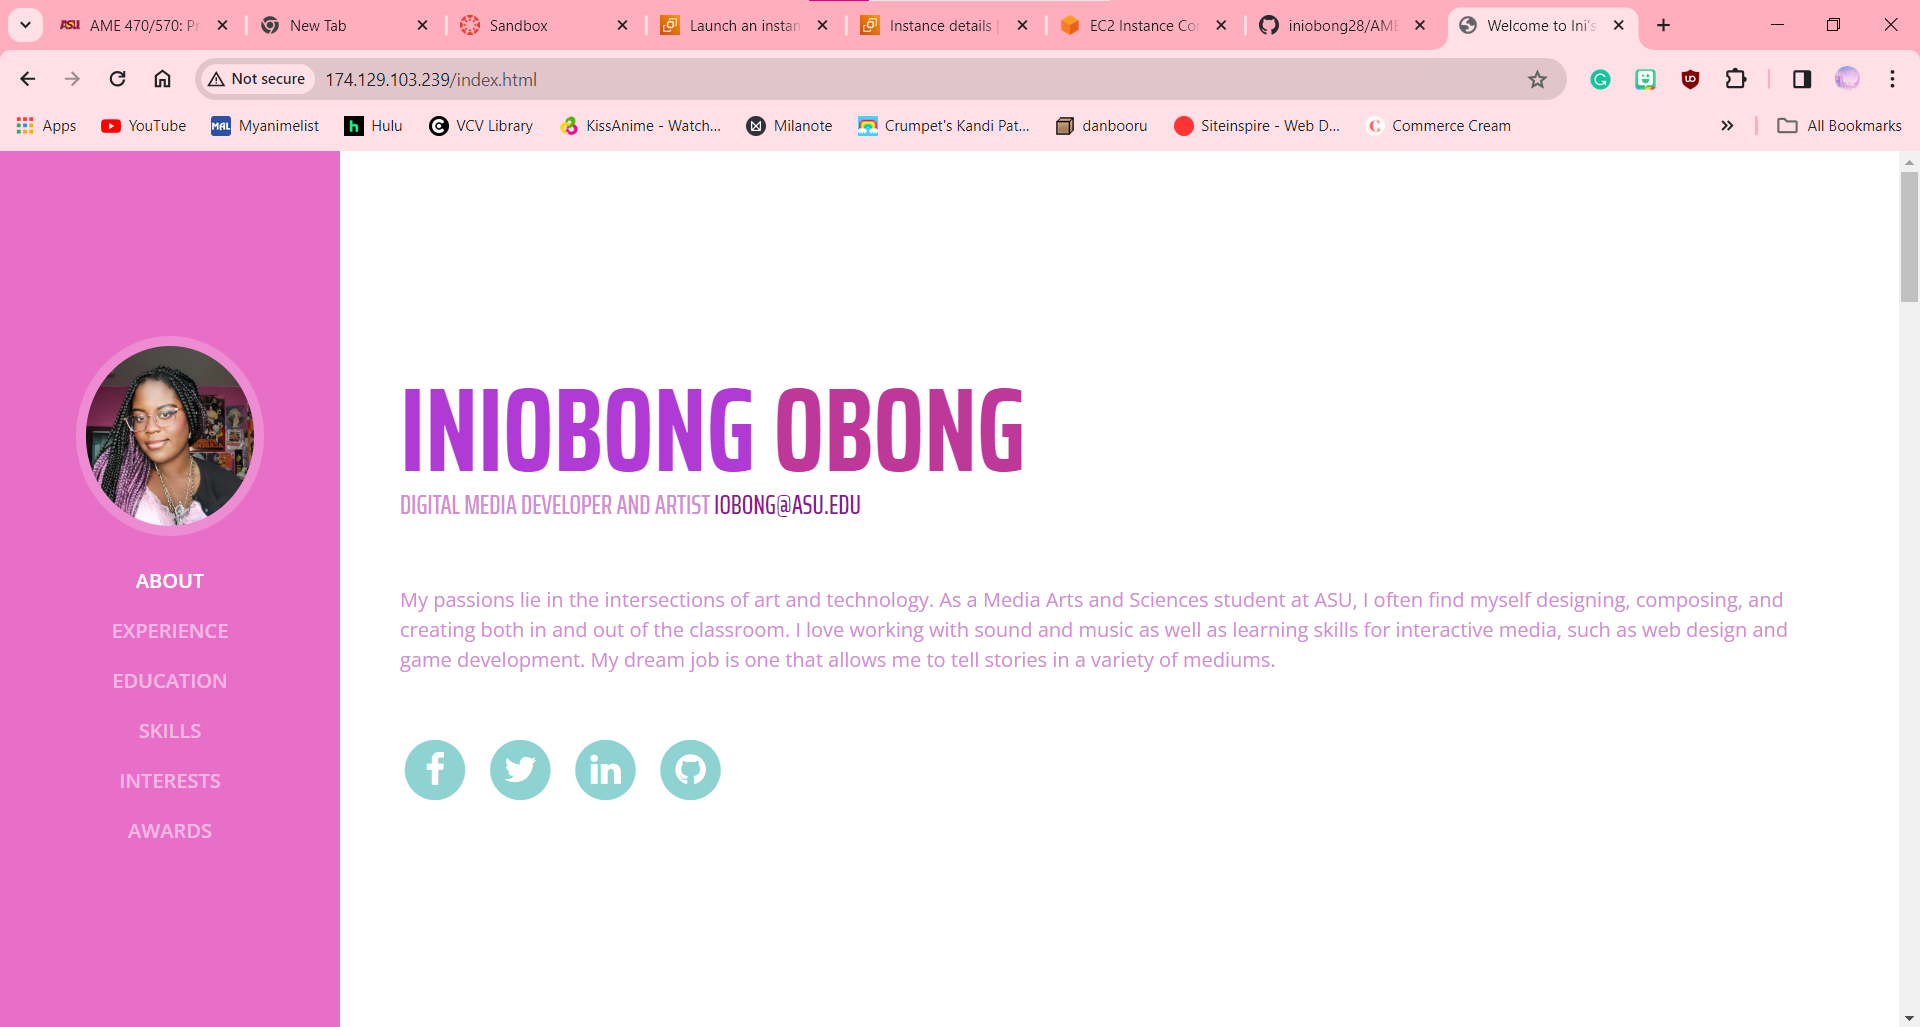 AME 470/570: Pr
New Tab
Sandbox
Launch an instan
Instance details |
EC2 Instance Co
iniobong28/AME
Welcome to Ini's
Not secure
174.129.103.239/index.html
Apps
YouTube
Myanimelist
Hulu
VCV Library
KissAnime - Watch...
Milanote
Crumpet's Kandi Pat...
danbooru
Siteinspire - Web D...
Commerce Cream
All Bookmarks
ABOUT
EXPERIENCE
EDUCATION
SKILLS
INTERESTS
AWARDS
INIOBONG OBONG
DIGITAL MEDIA DEVELOPER AND ARTIST IOBONG@ASU.EDU
My passions lie in the intersections of art and technology. As a Media Arts and Sciences student at ASU, I often find myself designing, composing, and
creating both in and out of the classroom. I love working with sound and music as well as learning skills for interactive media, such as web design and
game development. My dream job is one that allows me to tell stories in a variety of mediums.